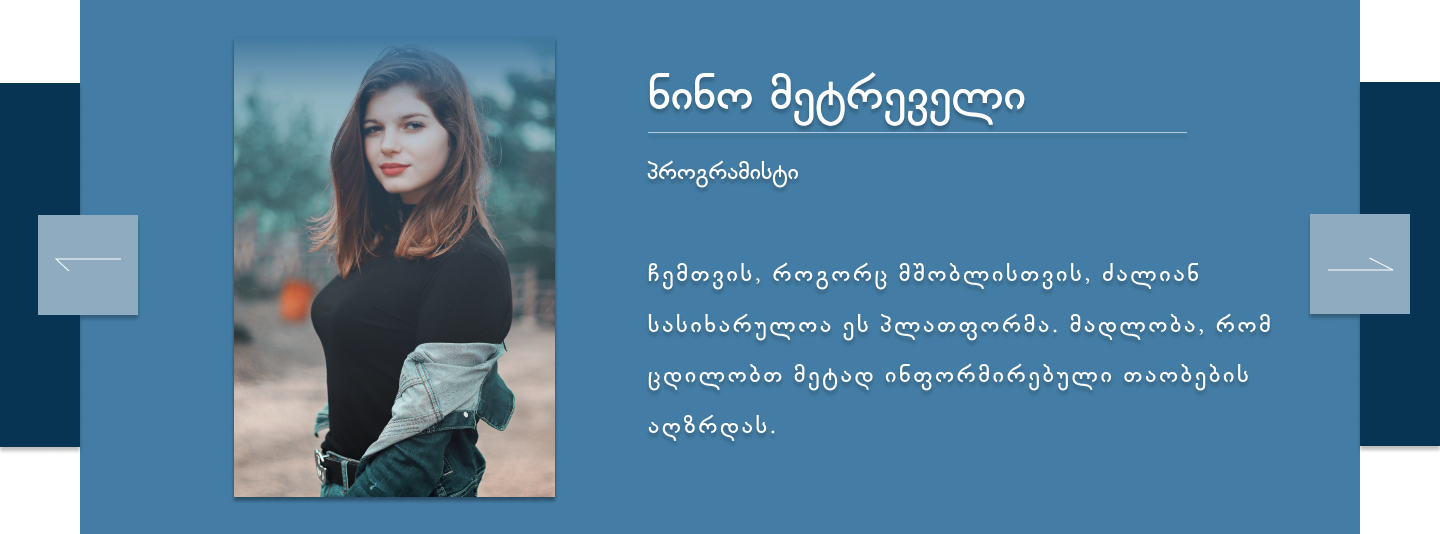 ნინო მეტრეველი
პროგრამისტი
ჩემთვის, როგორც მშობლისთვის, ძალიან
სასიხარულოა ეს პლათფორმა. მადლობა, რომ
ცდილობთ მეტად ინფორმირებული თაობების
აღზრდას.